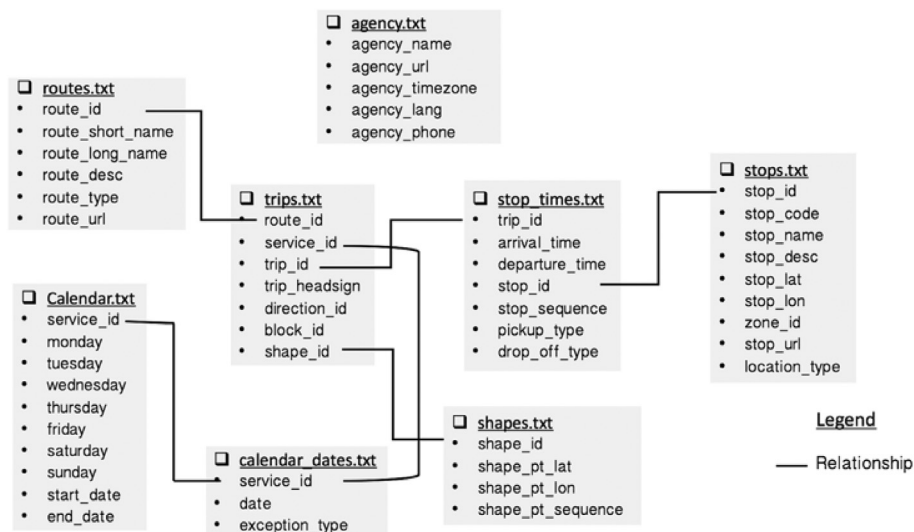 agency.txt
agency_name
agency_url
agency_timezone
agency_lang
agency_phone
routes.txt
route_id
route_short_name
route_long_name
route_desc
route_type
route_url
trips.txt
route_id
service_id
trip_id
trip_headsign
direction_id
block_id
shape_id
stop_times.txt
trip_id
arrival_time
departure_time
stop_id
stop_sequence
pickup_type
drop_off_type
stops.txt
stop_id
stop_code
stop_name
stop_desc
stop_lat
stop_lon
zone_id
stop_url
location_type
Calendar.txt
service_id
monday
tuesday
wednesday
thursday
friday
saturday
sunday
start_date
end_date
calendar_dates.txt
service_id
date
exception_type
shapes.txt
shape_id
shape_pt_lat
shape_pt_lon
shape_pt_sequence
Legend
Relationship